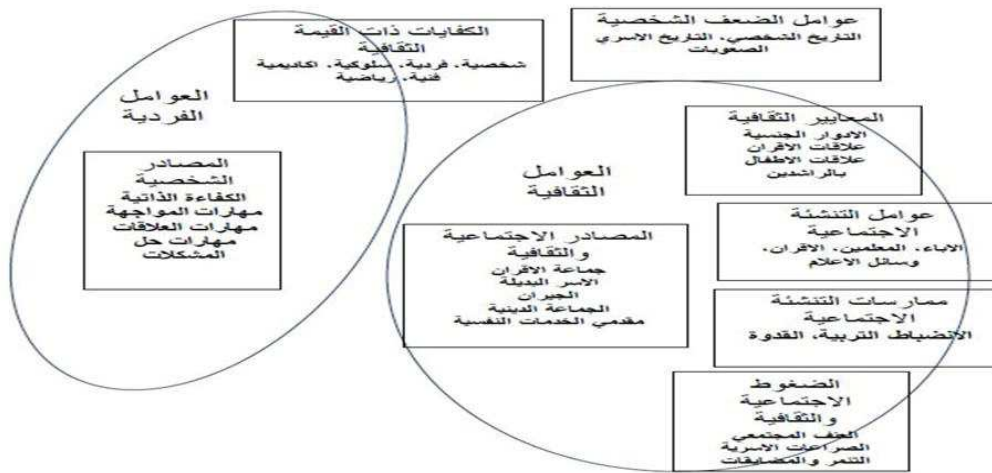 عوامل الضعف الشخصية
التاريخ الشخصي، التاريخ الاسري
الصعوبات
الكفايات ذات القيمة
الثقافية
شخصية، فردية، سلوكية، اكاديمية
فنية، رياضية
العوامل
الفردية
المصادر
الشخصية
الكفاءة الذاتية
مهارات المواجهة
مهارات العلاقات
مهارات حل
المشكلات
المعايير الثقافية
الادوار الجنسية
علاقات الاقران
علاقات الاطفال
بالراشدين
العوامل
الثقافية
عوامل التنشئة
الاجتماعية
الاباء، المعلمين، الاقران،
وسائل الاعلام
المصادر الاجتماعية
والثقافية
جماعة الاقران
الاسر البديلة
الجيران
الجماعة الدينية
مقدمي الخدمات النفسية
ممارسات التنشئة
الاجتماعية
الانضباط التربية، القدوة
الضغوط
الاجتماعية
والثقافية
العنف المجتمعي
الصراعات الاسرية
التنمر والمضايقات